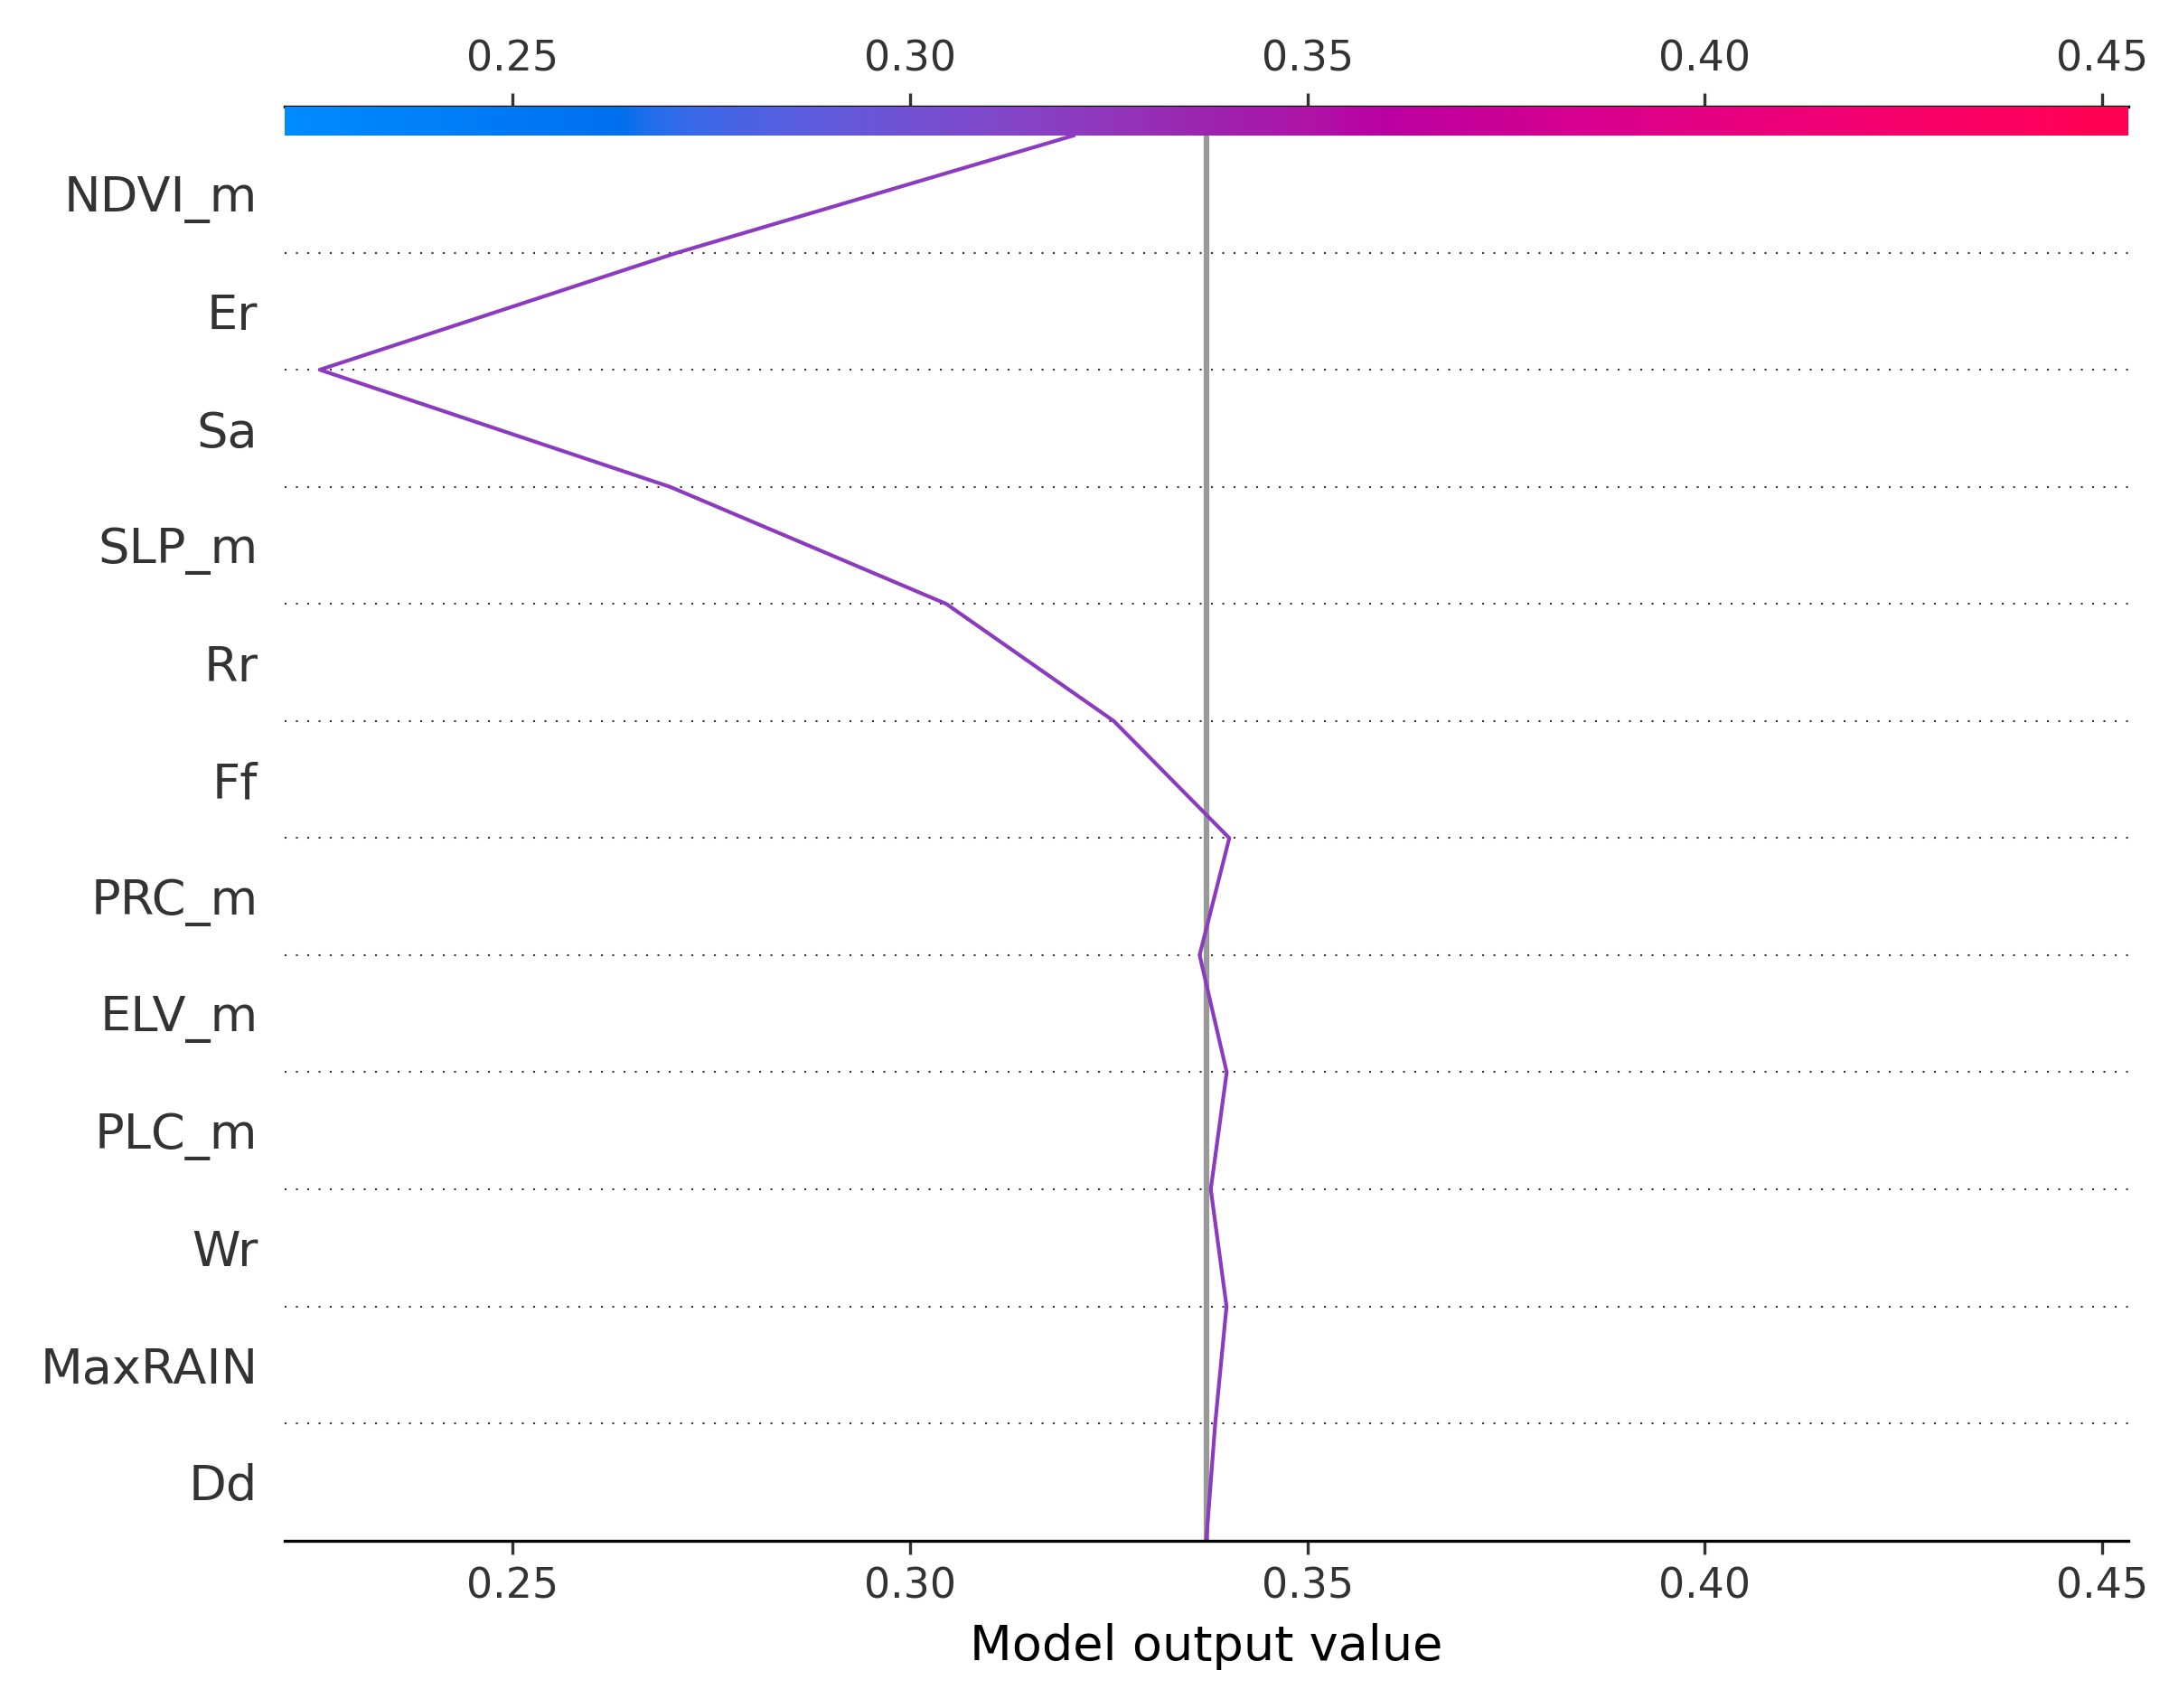 0.25 0.30 0.35 0.40 0.45
NDVI_m
Er
Sa
SLP_m
Rr
Ff
PRC_m
ELV_m
PLC_m
Wr
MaxRAIN
Dd
0.25 0.30 0.35 0.40 0.45
Model output value